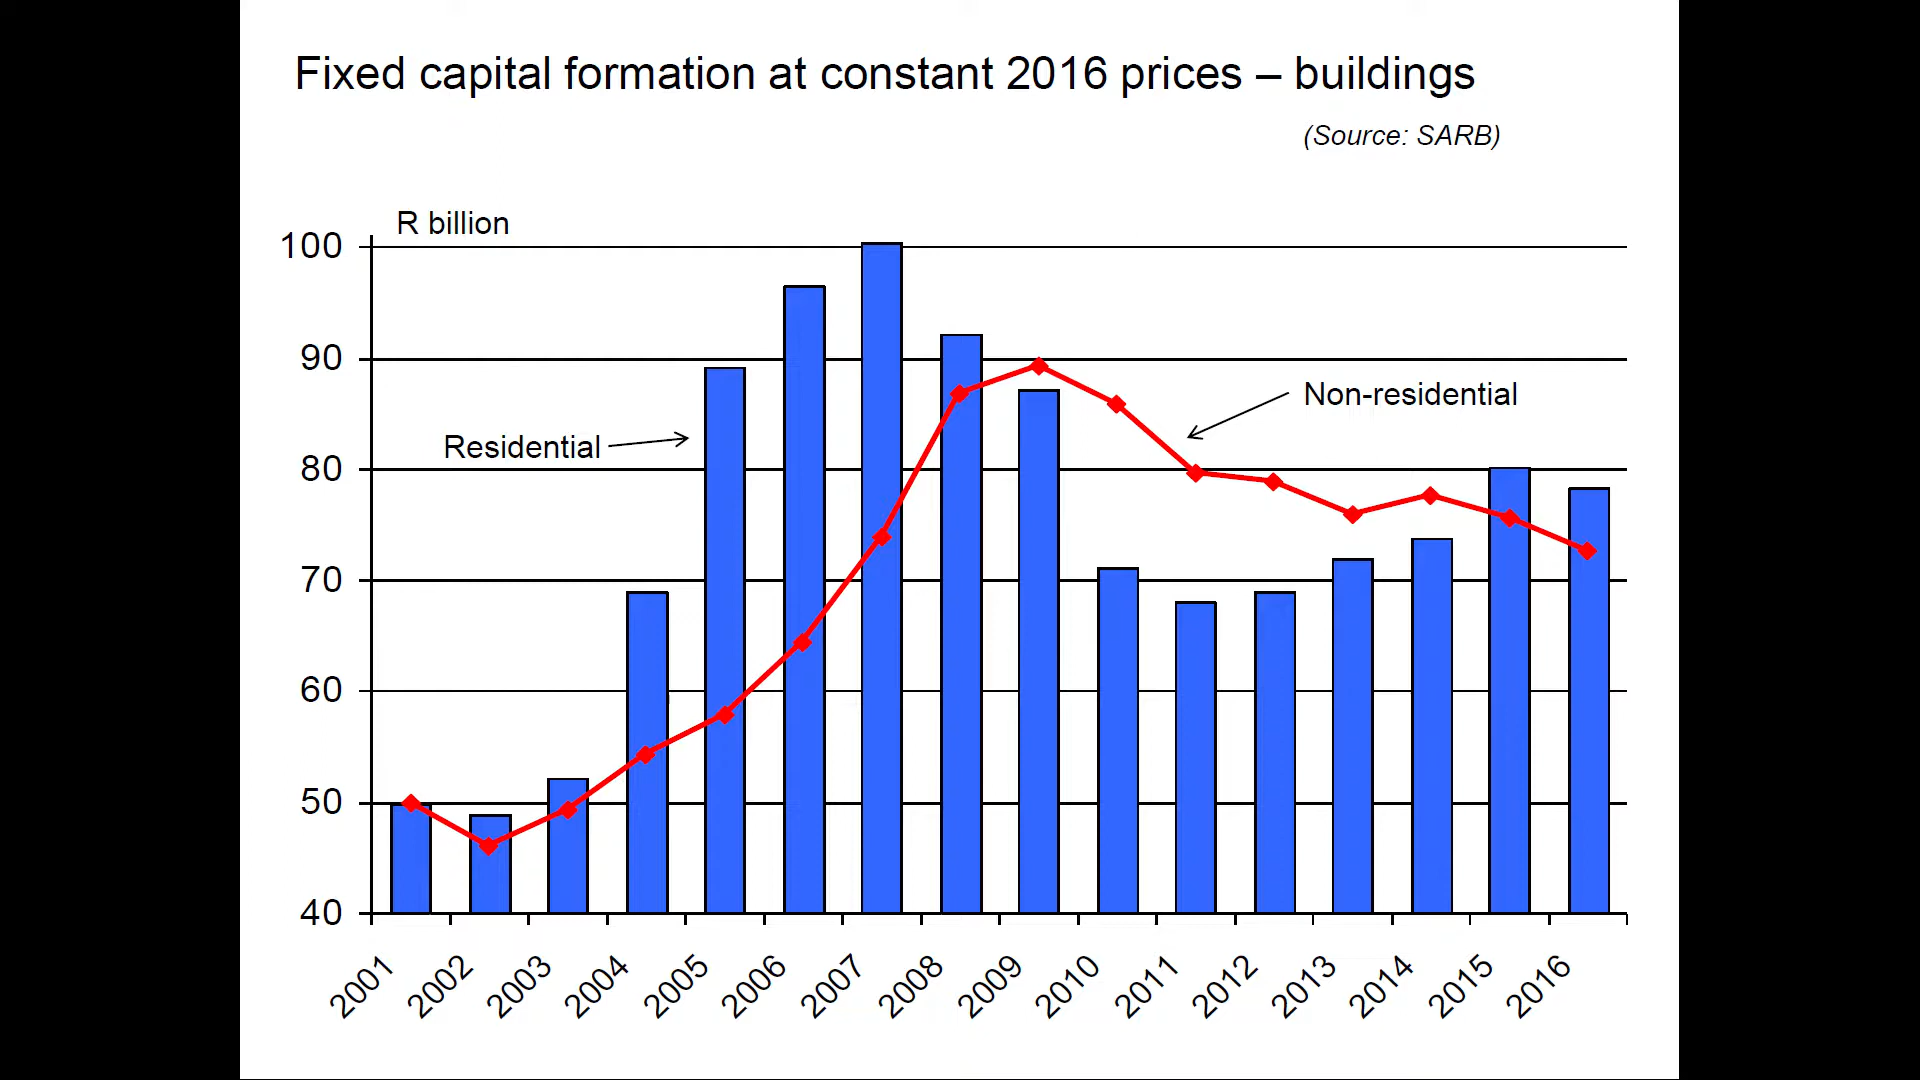 Fixed capital formation at constant 2016 prices – buildings
(Source: SARB)
R billion
100
90
Non-residential
Residential
80
70
60
50
40
2001 2002 2003 2004 2005 2006 2007 2008 2009 2010 2011 2012 2013 2014 2015 2016